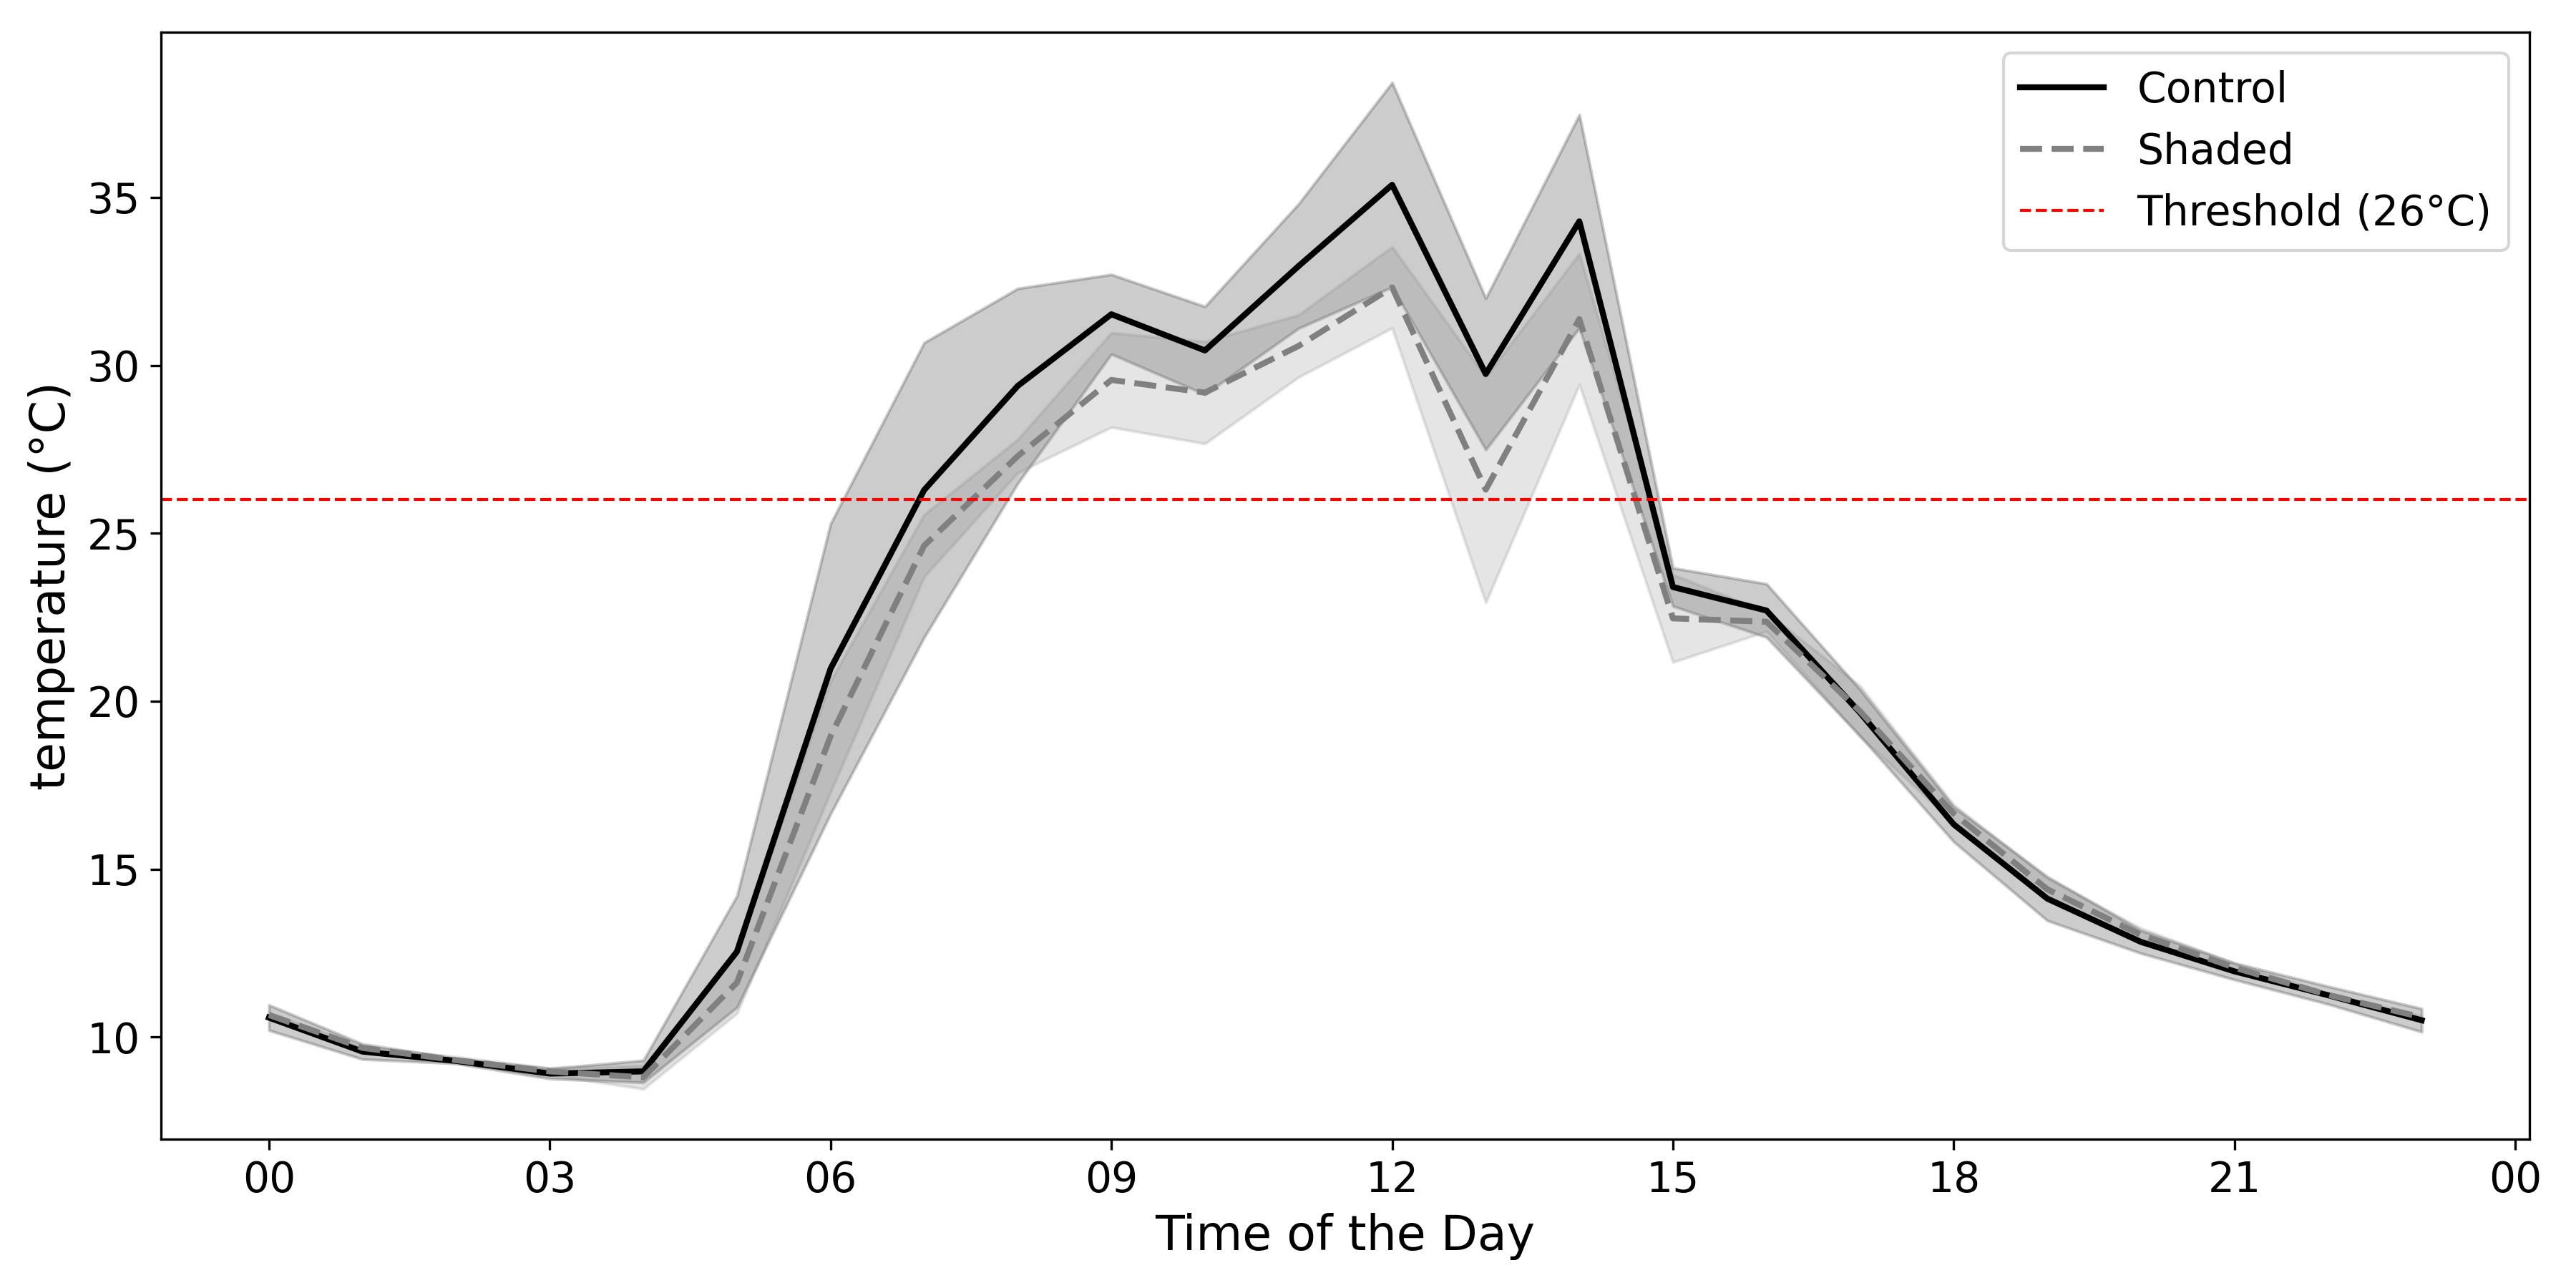 Control
Shaded
Threshold (26°C)
35
30
25
20
15
10
temperature (°C)
00 03 06 09 12 15 18 21 00
Time of the Day